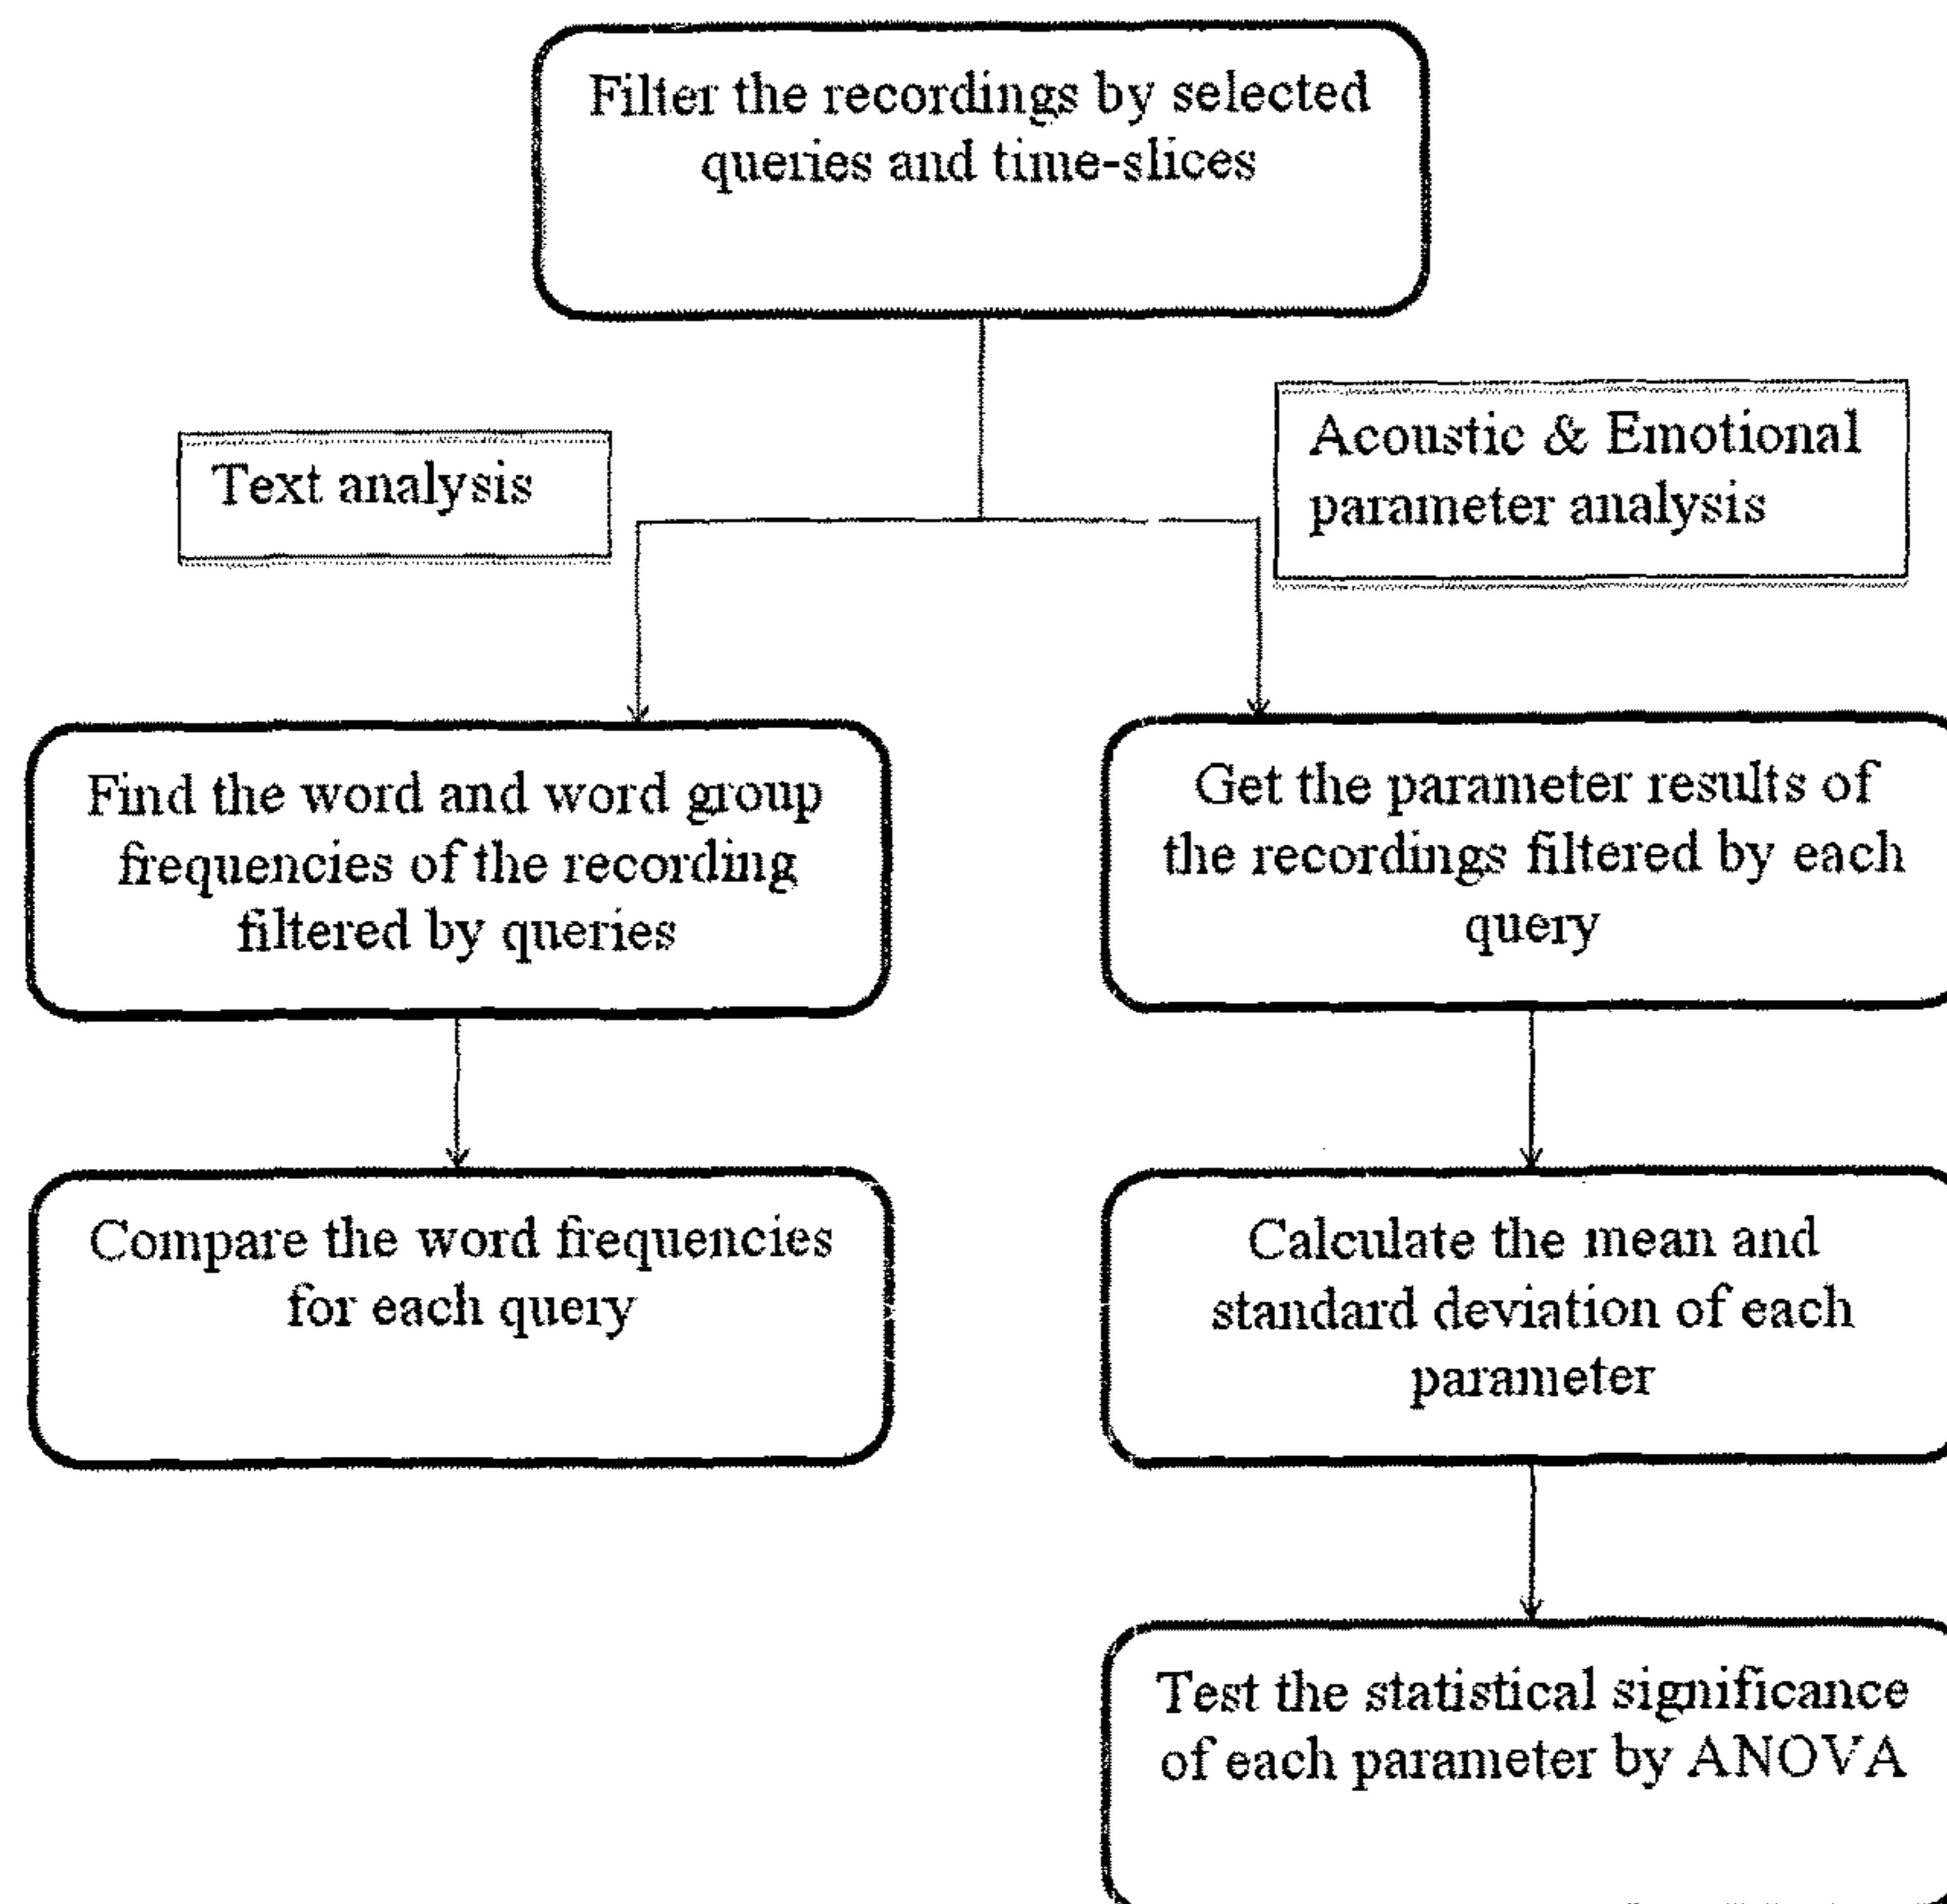 Filter the recordings by selected
queries and time-slices
Text analysis
Acoustic & Emotional
parameter analysis
Find the word and word group
frequencies of the recording
filtered by queries
Get the parameter results of
the recordings filtered by each
query
Compare the word frequencies
for each query
Calculate the mean and
standard deviation of each
parameter
Test the statistical significance
of each parameter by ANOVA